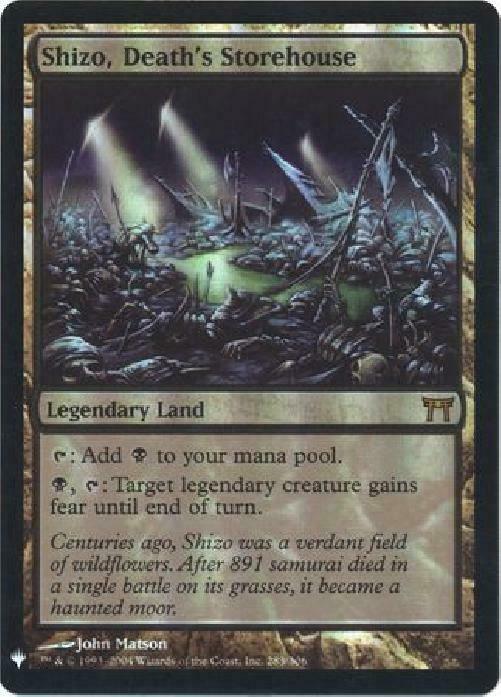 Shizo, Death's Storehouse
Legendary Land
: Add to your mana pool.
, : Target legendary creature gains
fear until end of turn.
Centuries ago, Shizo was a verdant field
of wildflowers. After 891 samurai died in
a single battle on its grasses, it became a
haunted moor.
John Matson
™ & © 1993–2004 Wizards of the Coast, Inc. 283/306